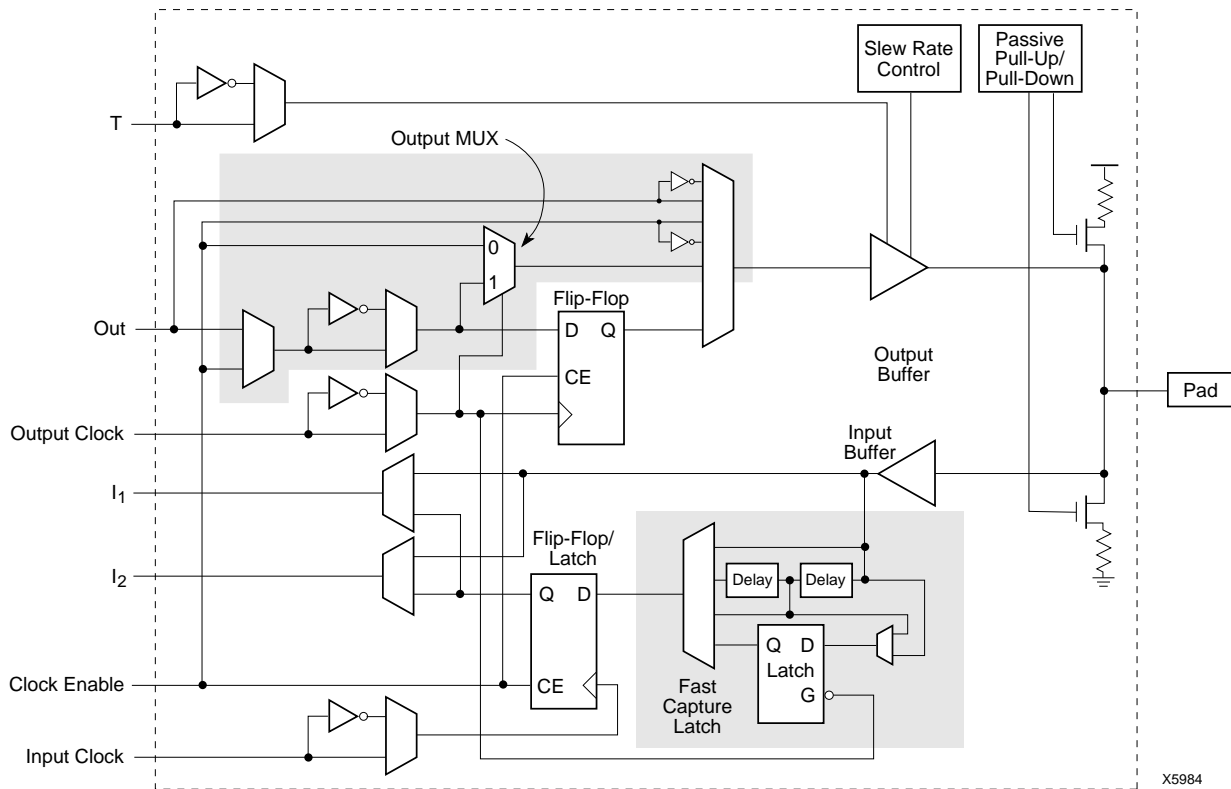 Slew Rate
Control
Passive
Pull-Up/
Pull-Down
T
Output MUX
0
1
Flip-Flop
D Q
CE
Out
Output
Buffer
Pad
Output Clock
Input
Buffer
I1
Flip-Flop/
Latch
I2
Delay
Delay
Q D
Q D
Latch
G
Clock Enable
CE
Fast
Capture
Latch
Input Clock
X5984